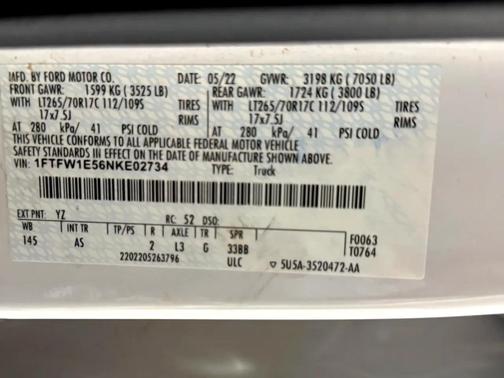 MFD. BY FORD MOTOR CO. DATE: 05/22 GVWR: 3198 KG (7050 LB)
FRONT GAWR: 1599 KG (3525 LB) REAR GAWR: 1724 KG (3800 LB)
WITH LT265/70R17C 112/109S TIRES WITH LT265/70R17C 112/109S TIRES
17x7.5J RIMS 17x7.5J RIMS
AT 280 kPa/ 41 PSI COLD AT 280 kPa/ 41 PSI COLD
THIS VEHICLE CONFORMS TO ALL APPLICABLE FEDERAL MOTOR VEHICLE
SAFETY STANDARDS IN EFFECT ON THE DATE OF MANUFACTURE SHOWN ABOVE.
VIN: 1FTFW1E56NKE02734 TYPE: Truck
EXT PNT: YZ RC: 52 DSO:
WB INT TR TP/PS R AXLE TR SPR F0063
145 AS 2 L3 G 33BB T0764
2202205263796 ULC ▽ 5U5A-3520472-AA